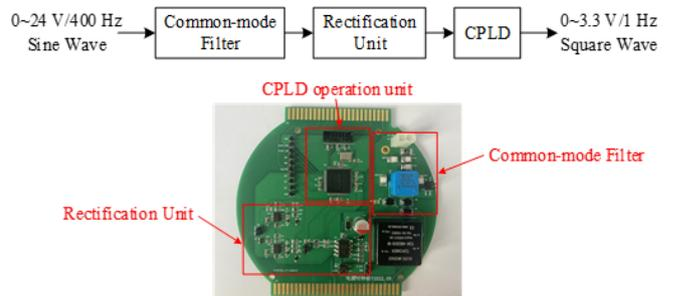 0~24 V/400 Hz
Sine Wave
Common-mode
Filter
Rectification
Unit
CPLD
0~3.3 V/1 Hz
Square Wave
CPLD operation unit
Common-mode Filter
Rectification Unit